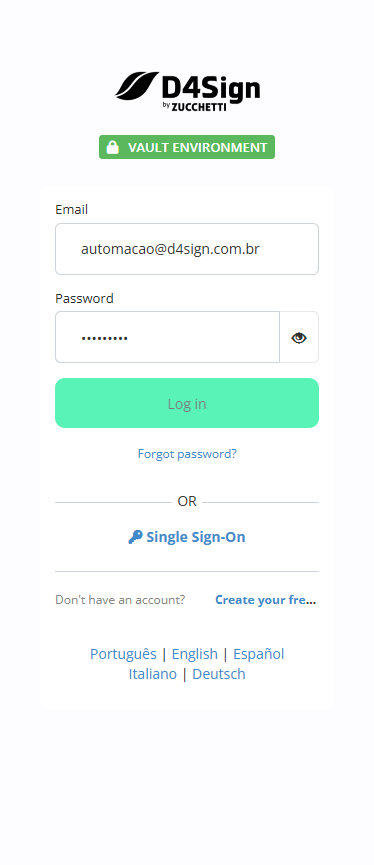 D4Sign
by ZUCCHETTI
VAULT ENVIRONMENT
Email
automacao@d4sign.com.br
Password
•••••••••
Log in
Forgot password?
OR
Single Sign-On
Don't have an account? Create your fre...
Português | English | Español
Italiano | Deutsch